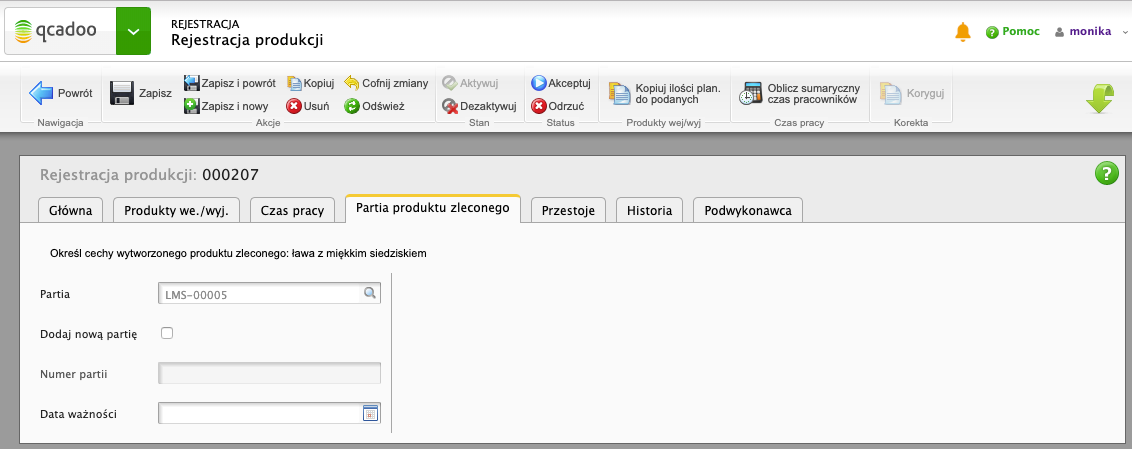 qcadoo
REJESTRACJA
Rejestracja produkcji
Pomoc
monika
Powrót
Nawigacja
Zapisz
Zapisz i powrót
Kopiuj
Cofnij zmiany
Zapisz i nowy
Usuń
Odśwież
Akcje
Aktywuj
Dezaktywuj
Stan
Akceptuj
Odrzuć
Status
Kopiuj ilości plan.
do podanych
Produkty wej/wyj
Oblicz sumaryczny
czas pracowników
Czas pracy
Koryguj
Korekta
Rejestracja produkcji: 000207
Główna
Produkty we./wyj.
Czas pracy
Partia produktu zleconego
Przestoje
Historia
Podwykonawca
Określ cechy wytworzonego produktu zleconego: ława z miękkim siedziskiem
Partia
LMS-00005
Dodaj nową partię
Numer partii
Data ważności